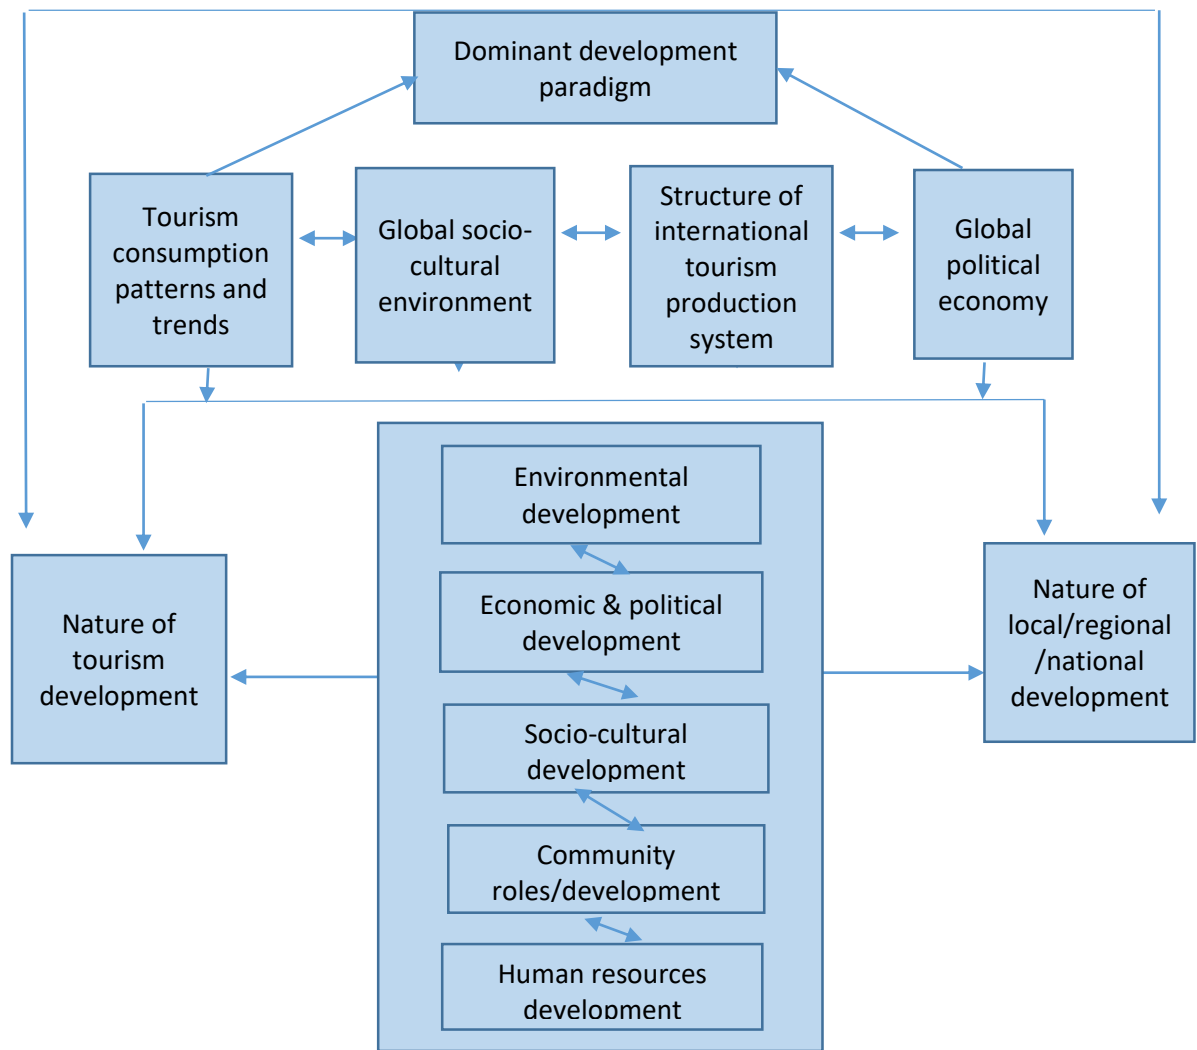 Dominant development
paradigm
Tourism
consumption
patterns and
trends
Global socio-
cultural
environment
Structure of
international
tourism
production
system
Global
political
economy
Environmental
development
Economic & political
development
Socio-cultural
development
Community
roles/development
Human resources
development
Nature of
tourism
development
Nature of
local/regional
/national
development